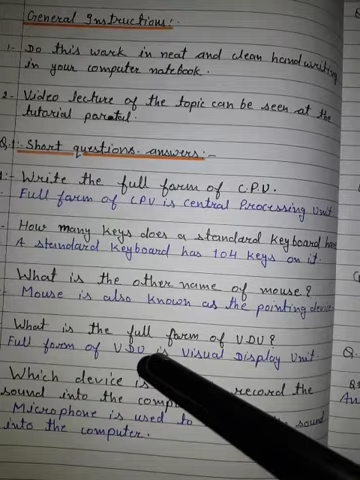 General Instructions:-
1- Do this work in neat and clean handwriting
in your computer notebook.
2- Video lecture of the topic can be seen at the
tutorial
Q.1- Short questions answers:-
1:- Write the full form of C.P.U.
Full form of CPU is Central Processing Unit
How many keys does a standard Keyboard have
A standard Keyboard has 104 keys on it.
What is the other name of mouse?
Mouse is also known as the pointing device
What is the full form of V.D.U?
Full form of V.D.U is Visual Display Unit
Which device is record the
sound into the
Microphone is used to sound
into the computer.